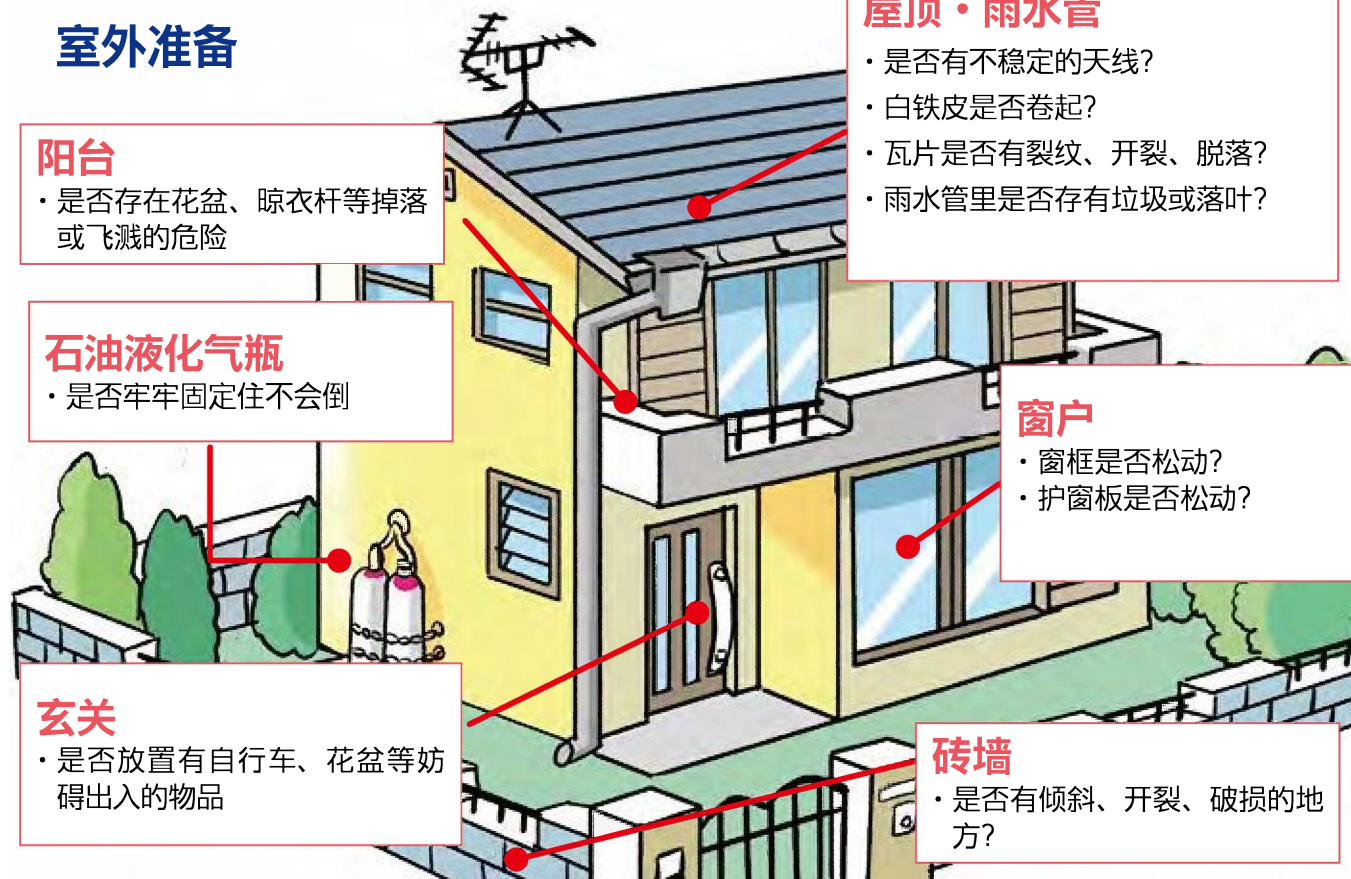 室外准备
屋顶・雨水管
・是否有不稳定的天线？
・白铁皮是否卷起？
・瓦片是否有裂纹、开裂、脱落？
・雨水管里是否存有垃圾或落叶？
阳台
・是否存在花盆、晾衣杆等掉落
或飞溅的危险
石油液化气瓶
・是否牢牢固定住不会倒
窗户
・窗框是否松动？
・护窗板是否松动？
玄关
・是否放置有自行车、花盆等妨
碍出入的物品
砖墙
・是否有倾斜、开裂、破损的地
方？